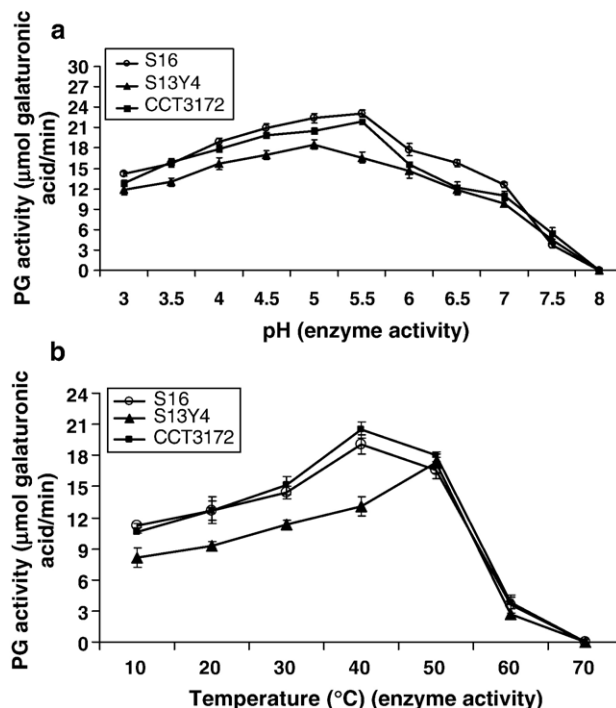 a
S16
S13Y4
CCT3172
PG activity (µmol galaturonic
acid/min)
30
27
24
21
18
15
12
9
6
3
0
3 3.5 4 4.5 5 5.5 6 6.5 7 7.5 8
pH (enzyme activity)
b
S16
S13Y4
CCT3172
PG activity (µmol galaturonic
acid/min)
24
21
18
15
12
9
6
3
0
10 20 30 40 50 60 70
Temperature (°C) (enzyme activity)